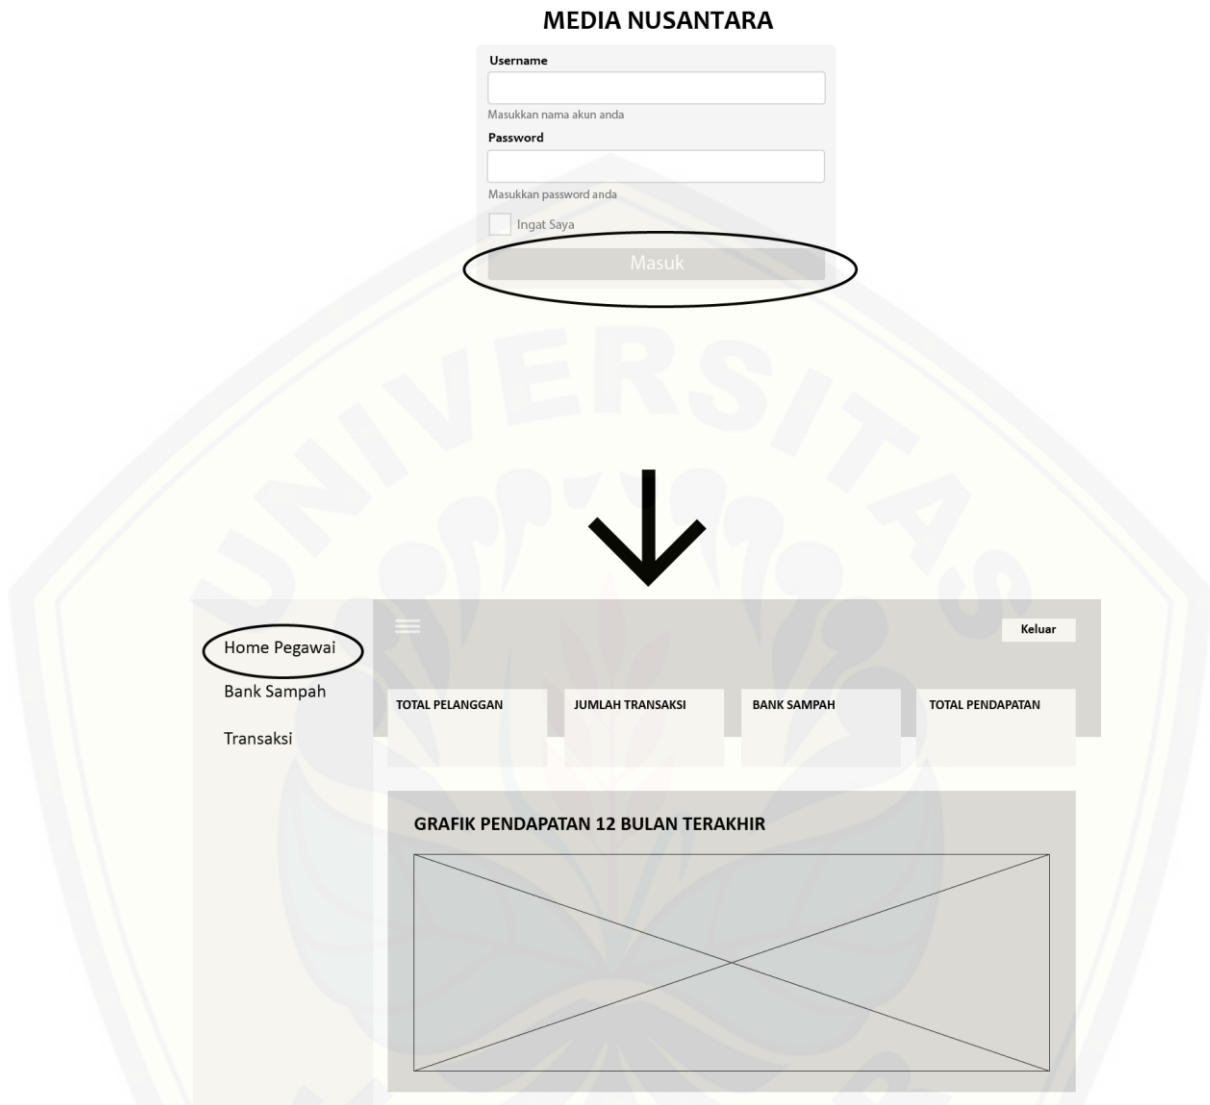 MEDIA NUSANTARA
Username
Masukkan nama akun anda
Password
Masukkan password anda
Ingat Saya
Masuk
UNIVERSITAS
Home Pegawai
Bank Sampah
Transaksi
Keluar
TOTAL PELANGGAN
JUMLAH TRANSAKSI
BANK SAMPAH
TOTAL PENDAPATAN
GRAFIK PENDAPATAN 12 BULAN TERAKHIR